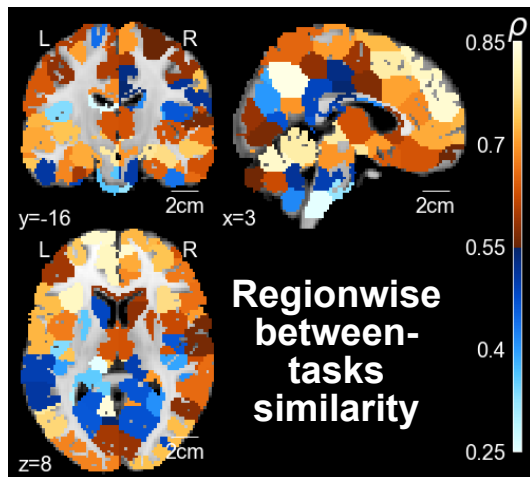 L
R
y=-16
2cm
x=3
2cm
ρ
0.85
0.7
0.55
0.4
0.25
L
R
z=8
2cm
Regionwise
between-
tasks
similarity